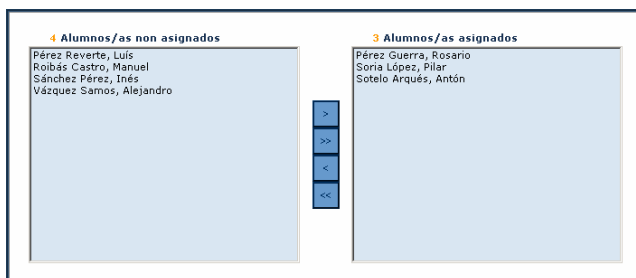 4 Alumnos/as non asignados
Pérez Reverte, Luís
Roibás Castro, Manuel
Sánchez Pérez, Inés
Vázquez Samos, Alejandro
>
>>
<
<<
3 Alumnos/as asignados
Pérez Guerra, Rosario
Soria López, Pilar
Sotelo Arqués, Antón